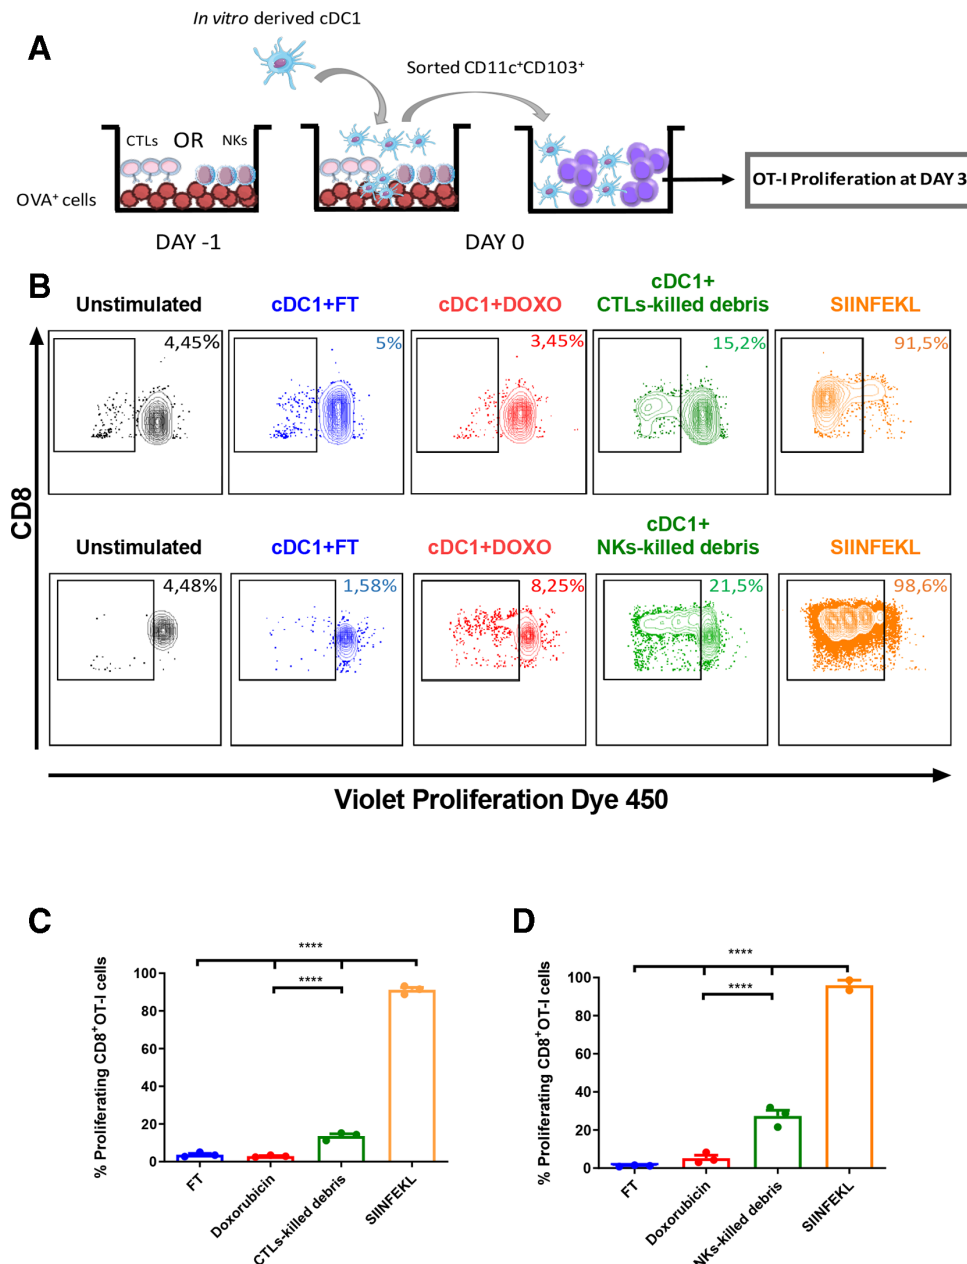 A
In vitro derived cDC1
Sorted CD11c⁺CD103⁺
CTLs OR NKs
OVA⁺ cells
OT-I Proliferation at DAY 3
DAY -1
DAY 0
B
Unstimulated
cDC1+FT
cDC1+DOXO
cDC1+
CTLs-killed debris
SIINFEKL
4,45%
5%
3,45%
15,2%
91,5%
CD8
Unstimulated
cDC1+FT
cDC1+DOXO
cDC1+
NKs-killed debris
SIINFEKL
4,48%
1,58%
8,25%
21,5%
98,6%
Violet Proliferation Dye 450
C
% Proliferating CD8⁺OT-I cells
****
****
100
80
60
40
20
0
FT
Doxorubicin
CTLs-killed debris
SIINFEKL
D
% Proliferating CD8⁺OT-I cells
****
****
100
80
60
40
20
0
FT
Doxorubicin
NKs-killed debris
SIINFEKL